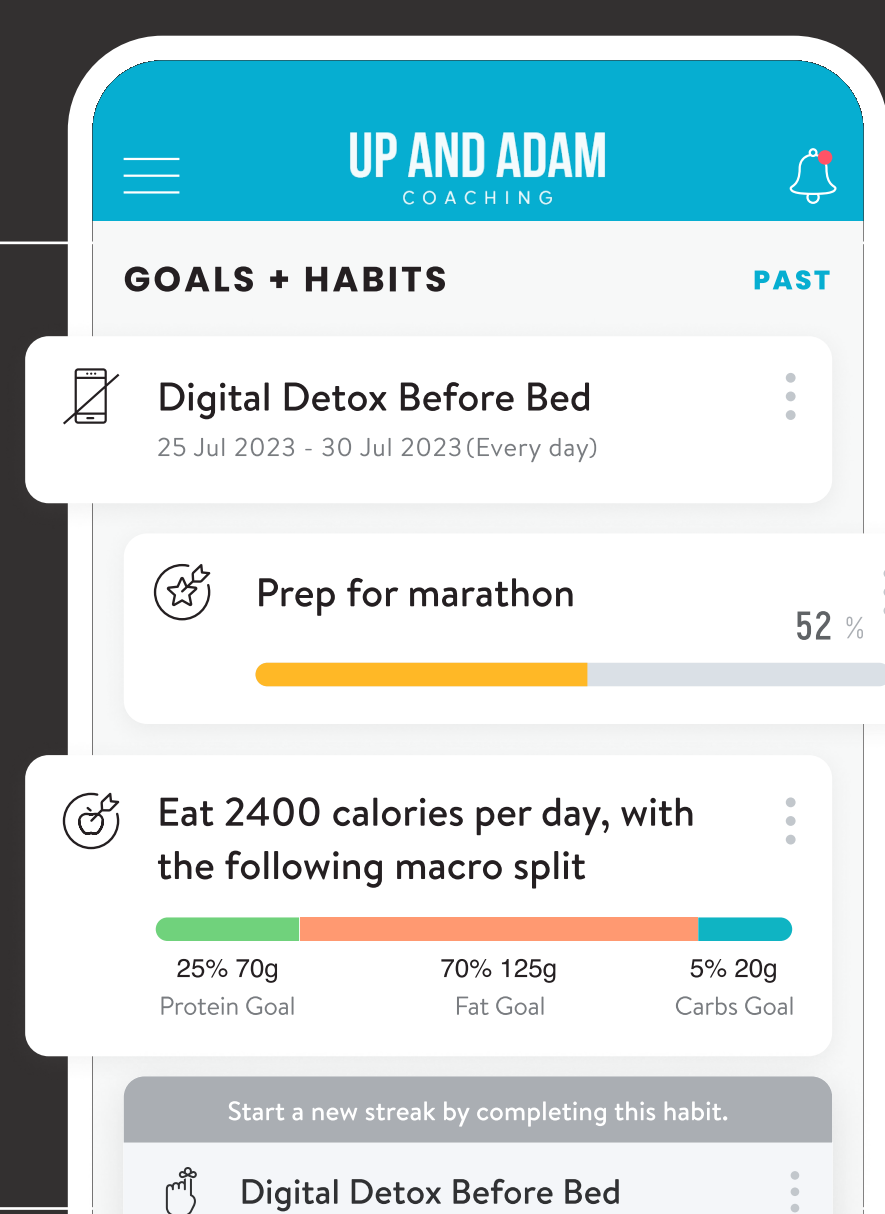 UP AND ADAM
COACHING
GOALS + HABITS
PAST
Digital Detox Before Bed
25 Jul 2023 - 30 Jul 2023 (Every day)
Prep for marathon
52 %
Eat 2400 calories per day, with
the following macro split
25% 70g
70% 125g
5% 20g
Protein Goal
Fat Goal
Carbs Goal
Start a new streak by completing this habit.
Digital Detox Before Bed